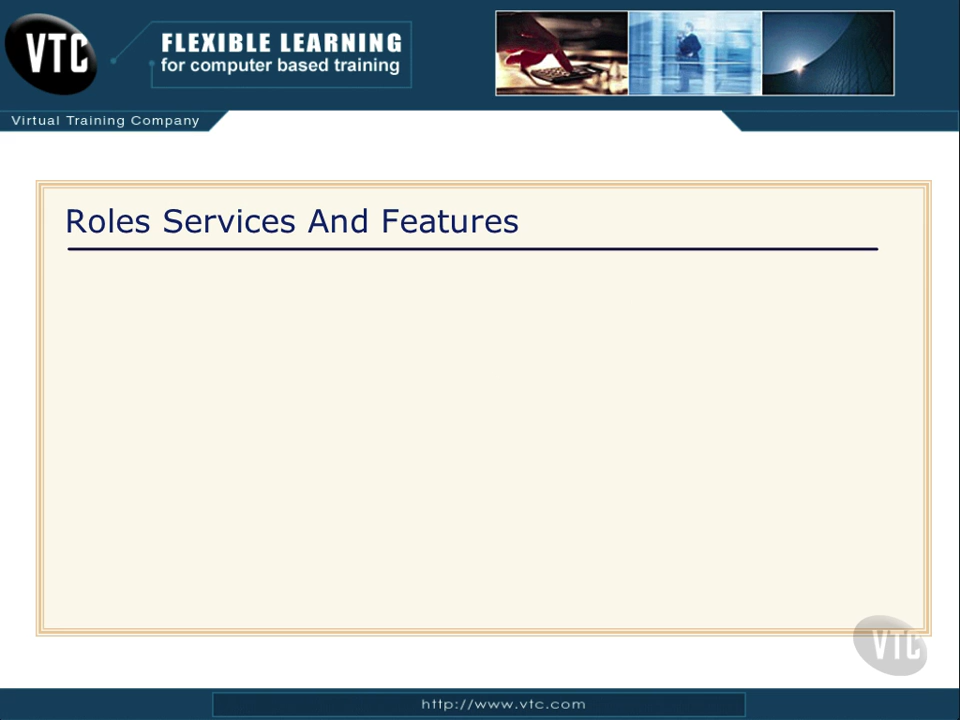 VTC
FLEXIBLE LEARNING
for computer based training
Virtual Training Company
Roles Services And Features
VTC
http://www.vtc.com